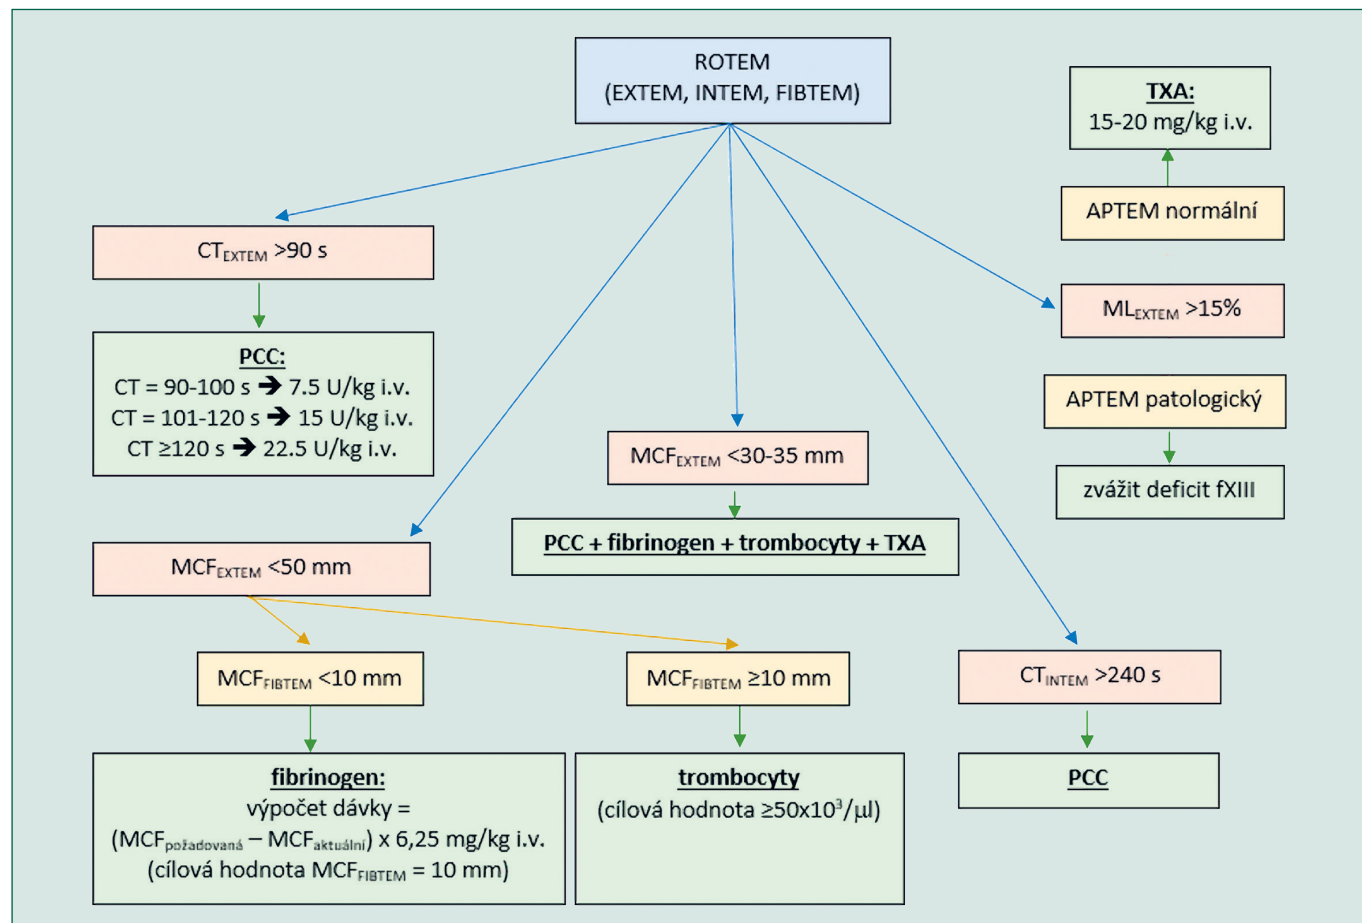 ROTEM
(EXTEM, INTEM, FIBTEM)
TXA:
15-20 mg/kg i.v.
APTEM normální
CTEXTEM >90 s
MLEXTEM >15%
PCC:
CT = 90-100 s ➔ 7.5 U/kg i.v.
CT = 101-120 s ➔ 15 U/kg i.v.
CT ≥120 s ➔ 22.5 U/kg i.v.
APTEM patologický
MCFEXTEM <30-35 mm
zvážit deficit fXIII
PCC + fibrinogen + trombocyty + TXA
MCFEXTEM <50 mm
MCFFIBTEM <10 mm
MCFFIBTEM ≥10 mm
CTINTEM >240 s
fibrinogen:
výpočet dávky =
(MCFpožadovaná – MCFaktuální) x 6,25 mg/kg i.v.
(cílová hodnota MCFFIBTEM = 10 mm)
trombocyty
(cílová hodnota ≥50x10³/µl)
PCC